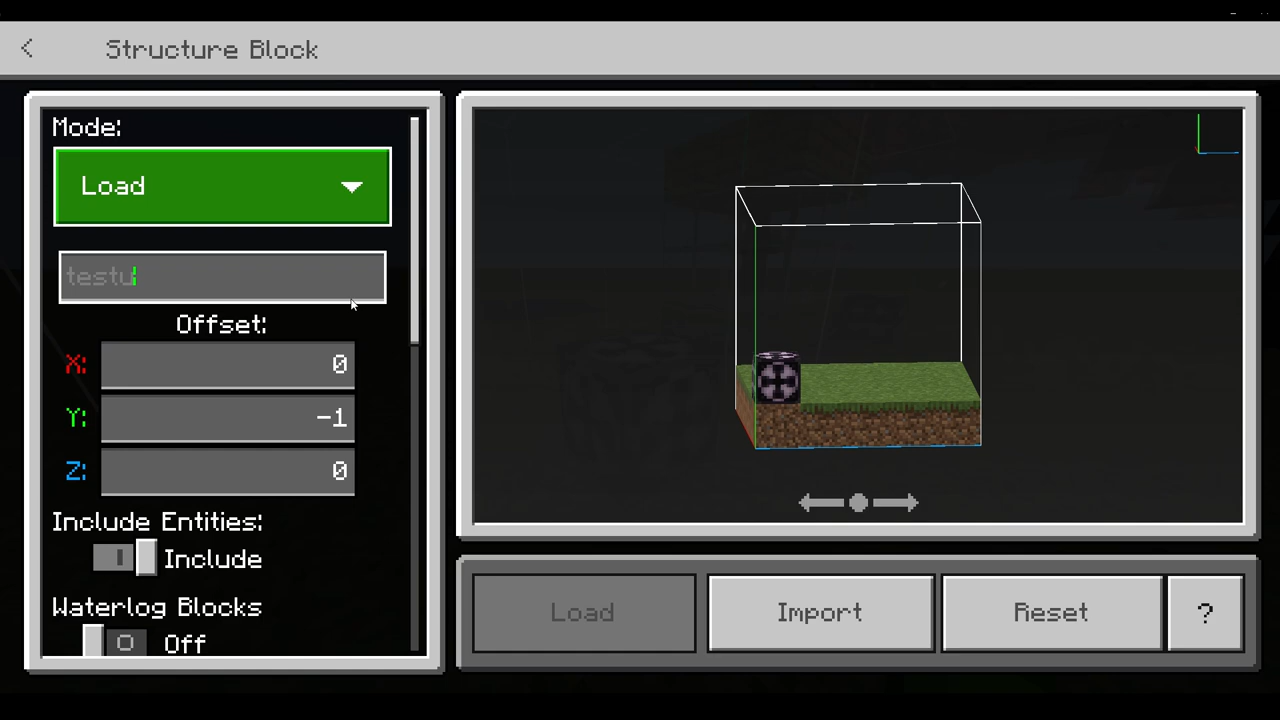 Structure Block
Mode:
Load
testu
Offset:
X: 0
Y: -1
Z: 0
Include Entities:
Include
Waterlog Blocks
Off
Load
Import
Reset
?